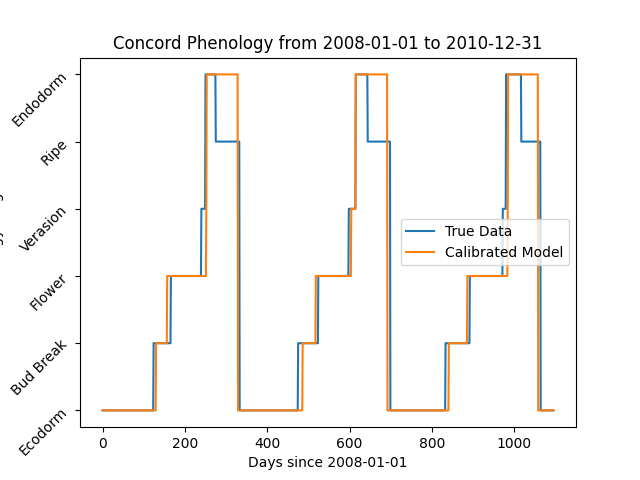 Concord Phenology from 2008-01-01 to 2010-12-31
Endodorm
Ripe
Verasion
Flower
Bud Break
Ecodorm
True Data
Calibrated Model
0 200 400 600 800 1000
Days since 2008-01-01